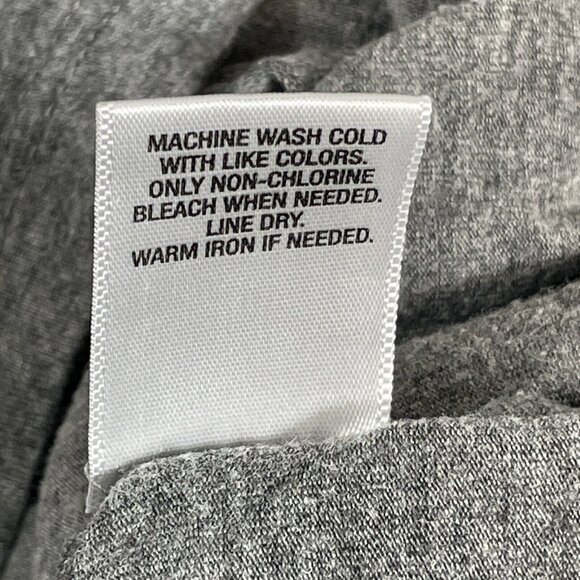 MACHINE WASH COLD
WITH LIKE COLORS.
ONLY NON-CHLORINE
BLEACH WHEN NEEDED.
LINE DRY.
WARM IRON IF NEEDED.